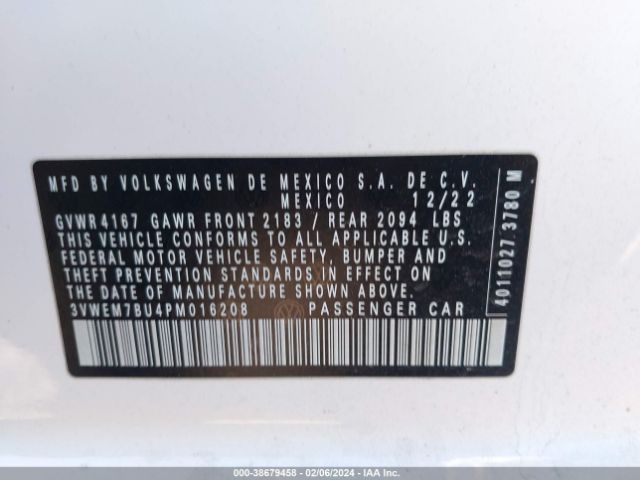 MFD BY VOLKSWAGEN DE MEXICO S.A. DE C.V.
MEXICO 12/22
GVWR4167 GAWR FRONT 2183 / REAR 2094 LBS
THIS VEHICLE CONFORMS TO ALL APPLICABLE U.S.
FEDERAL MOTOR VEHICLE SAFETY, BUMPER AND
THEFT PREVENTION STANDARDS IN EFFECT ON
THE DATE OF MANUFACTURE SHOWN ABOVE.
3VWEM7BU4PM016208 PASSENGER CAR
4011027.3780 M
000-38679458 - 02/06/2024 - IAA Inc.